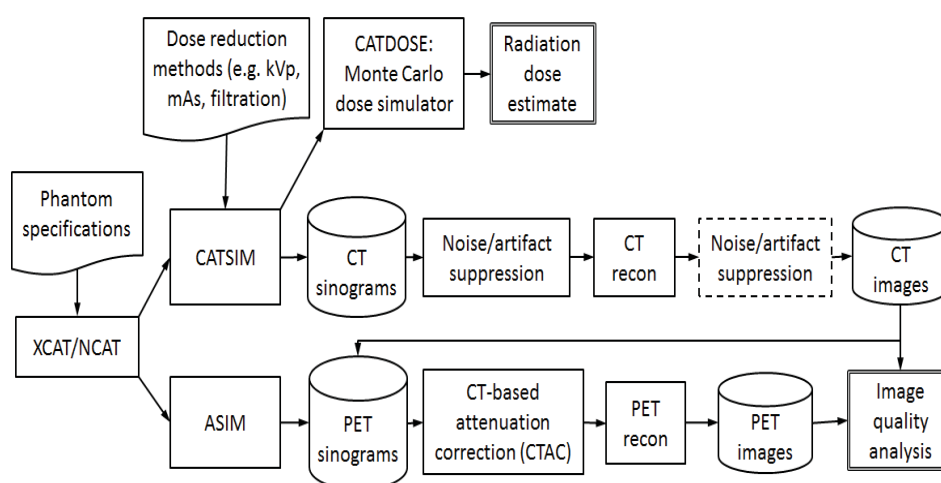 Dose reduction
methods (e.g. kVp,
mAs, filtration)
CATDOSE:
Monte Carlo
dose simulator
Radiation
dose
estimate
Phantom
specifications
CATSIM
CT
sinograms
Noise/artifact
suppression
CT
recon
Noise/artifact
suppression
CT
images
XCAT/NCAT
ASIM
PET
sinograms
CT-based
attenuation
correction (CTAC)
PET
recon
PET
images
Image
quality
analysis